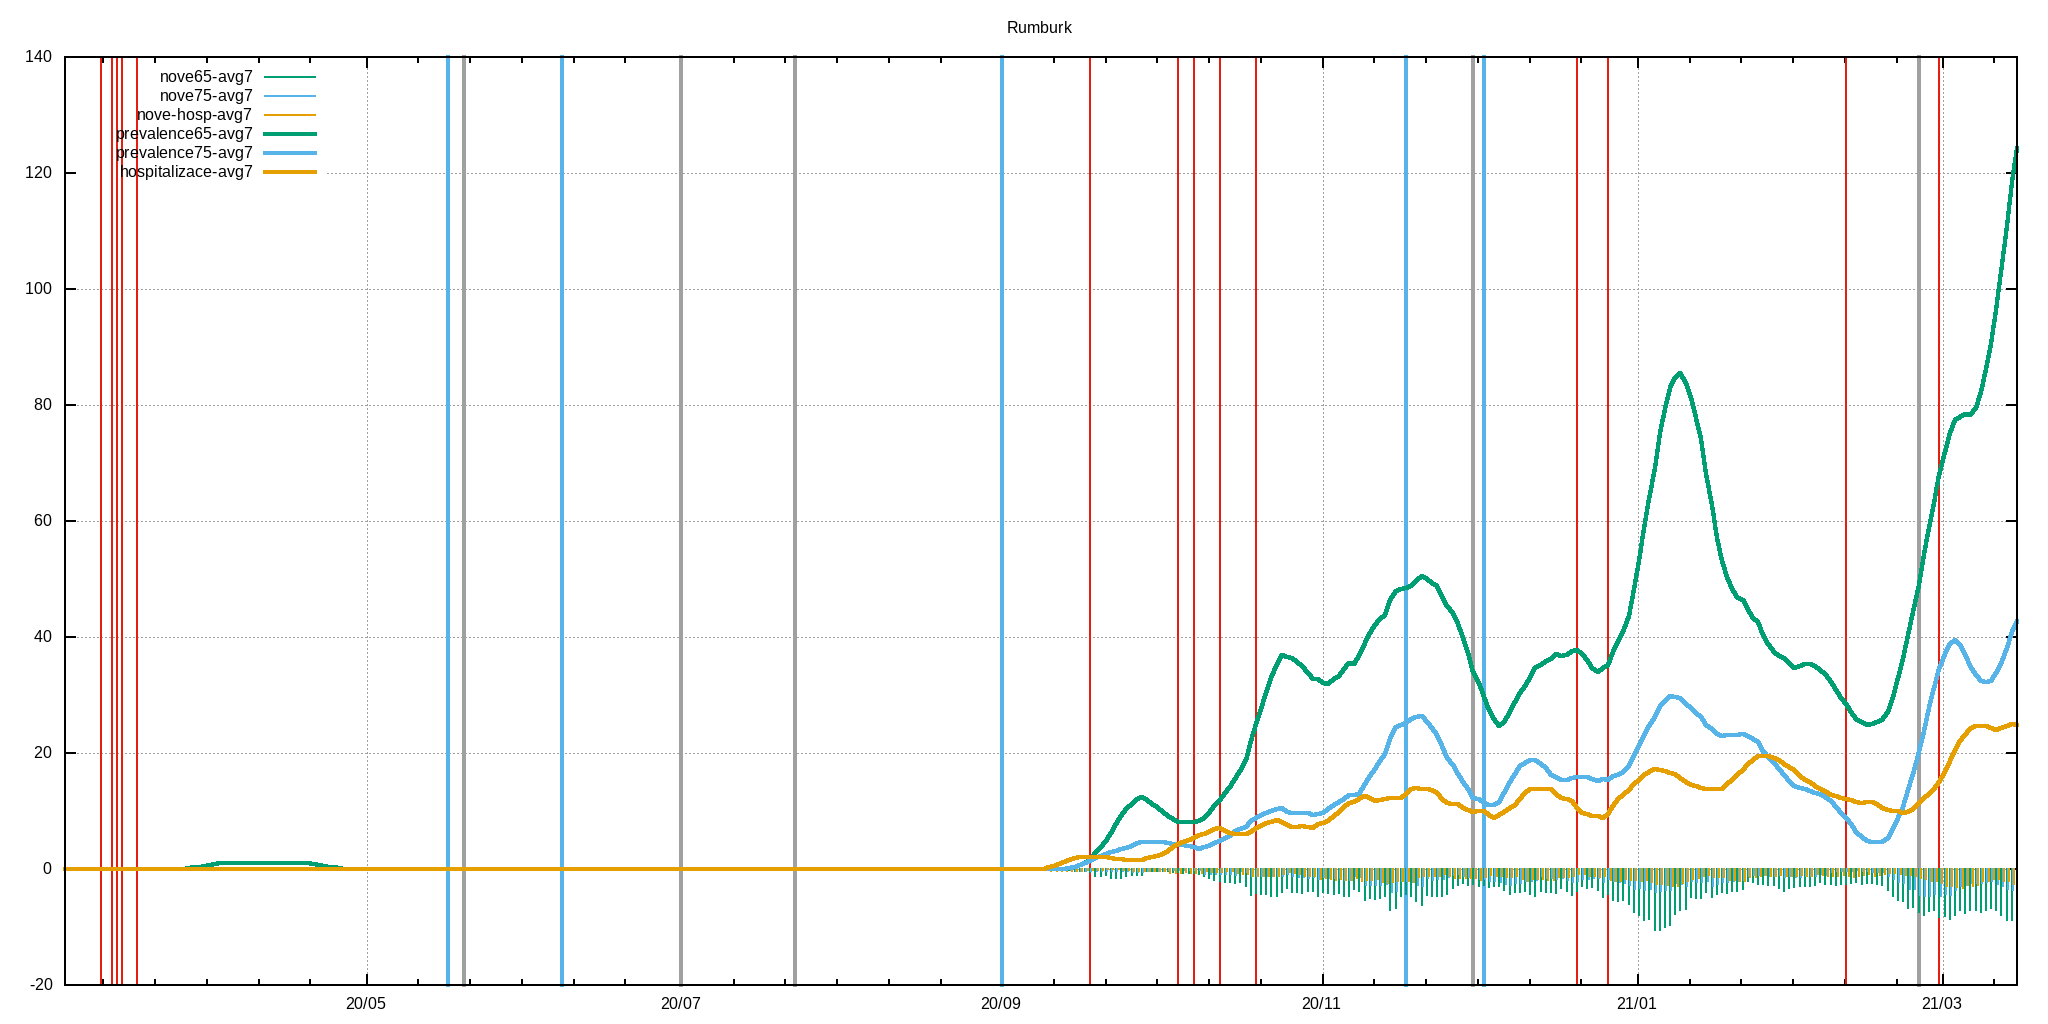 Rumburk
140
120
100
80
60
40
20
0
-20
nove65-avg7
nove75-avg7
nove-hosp-avg7
prevalence65-avg7
prevalence75-avg7
hospitalizace-avg7
20/05 20/07 20/09 20/11 21/01 21/03